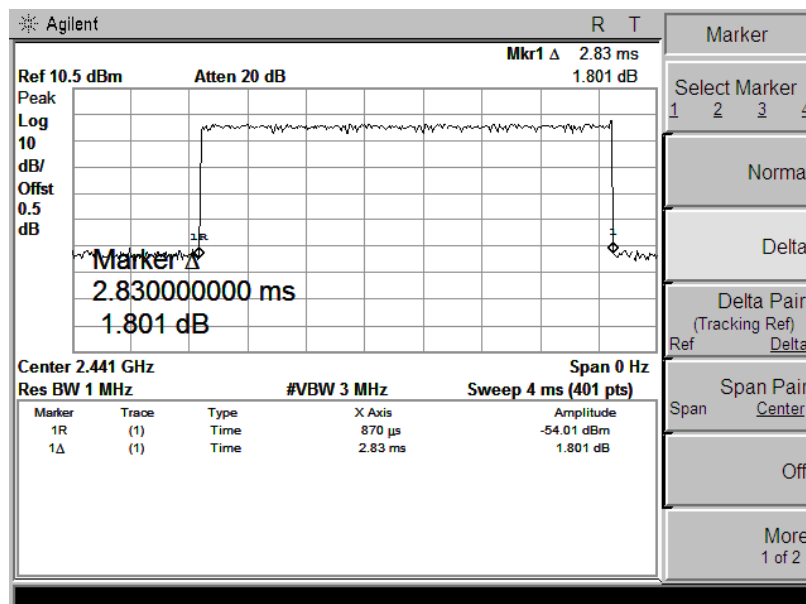 Agilent R T
Mkr1 Δ 2.83 ms
Ref 10.5 dBm Atten 20 dB 1.801 dB
Peak
Log
10
dB/
Offst
0.5
dB
1R 1
Marker Δ
2.830000000 ms
1.801 dB
Center 2.441 GHz Span 0 Hz
Res BW 1 MHz #VBW 3 MHz Sweep 4 ms (401 pts)
Marker Trace Type X Axis Amplitude
1R (1) Time 870 µs -54.01 dBm
1Δ (1) Time 2.83 ms 1.801 dB
Marker
Select Marker
1 2 3 4
Norma
Delta
Delta Pair
(Tracking Ref)
Ref Delta
Span Pair
Span Center
Off
More
1 of 2